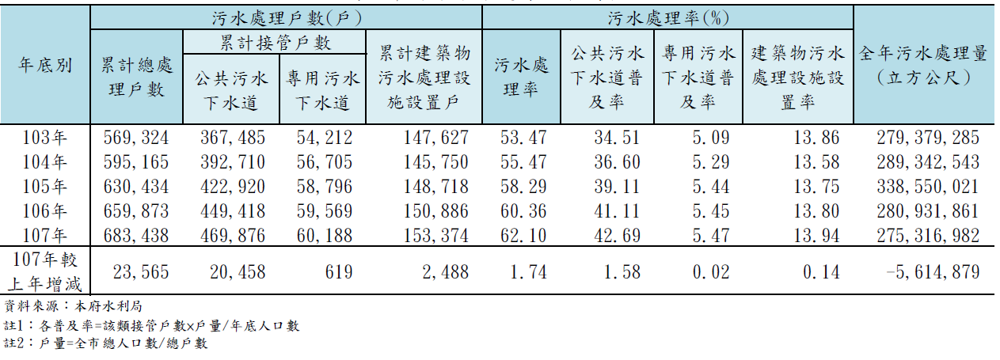 污水處理戶數(戶) 污水處理率(%)
年底別 累計總處理戶數 累計接管戶數 累計建築物污水處理設施設置戶 污水處理率 公共污水下水道普及率 專用污水下水道普及率 建築物污水處理設施設置率 全年污水處理量(立方公尺)
公共污水下水道 專用污水下水道
103年 569,324 367,485 54,212 147,627 53.47 34.51 5.09 13.86 279,379,285
104年 595,165 392,710 56,705 145,750 55.47 36.60 5.29 13.58 289,342,543
105年 630,434 422,920 58,796 148,718 58.29 39.11 5.44 13.75 338,550,021
106年 659,873 449,418 59,569 150,886 60.36 41.11 5.45 13.80 280,931,861
107年 683,438 469,876 60,188 153,374 62.10 42.69 5.47 13.94 275,316,982
107年較上年增減 23,565 20,458 619 2,488 1.74 1.58 0.02 0.14 -5,614,879
資料來源：本府水利局
註1：各普及率=該類接管戶數×戶量/年底人口數
註2：戶量=全市總人口數/總戶數